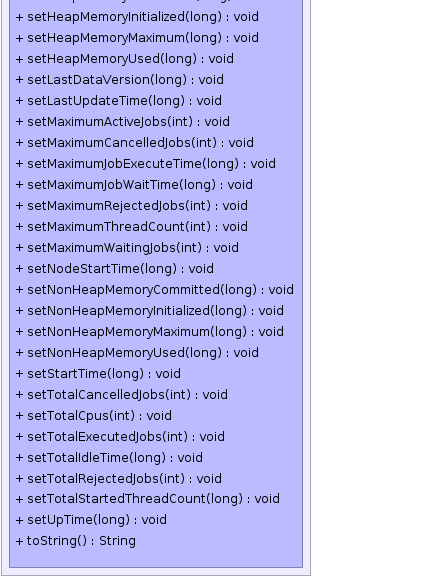 + setHeapMemoryInitialized(long) : void
+ setHeapMemoryMaximum(long) : void
+ setHeapMemoryUsed(long) : void
+ setLastDataVersion(long) : void
+ setLastUpdateTime(long) : void
+ setMaximumActiveJobs(int) : void
+ setMaximumCancelledJobs(int) : void
+ setMaximumJobExecuteTime(long) : void
+ setMaximumJobWaitTime(long) : void
+ setMaximumRejectedJobs(int) : void
+ setMaximumThreadCount(int) : void
+ setMaximumWaitingJobs(int) : void
+ setNodeStartTime(long) : void
+ setNonHeapMemoryCommitted(long) : void
+ setNonHeapMemoryInitialized(long) : void
+ setNonHeapMemoryMaximum(long) : void
+ setNonHeapMemoryUsed(long) : void
+ setStartTime(long) : void
+ setTotalCancelledJobs(int) : void
+ setTotalCpus(int) : void
+ setTotalExecutedJobs(int) : void
+ setTotalIdleTime(long) : void
+ setTotalRejectedJobs(int) : void
+ setTotalStartedThreadCount(long) : void
+ setUpTime(long) : void
+ toString() : String